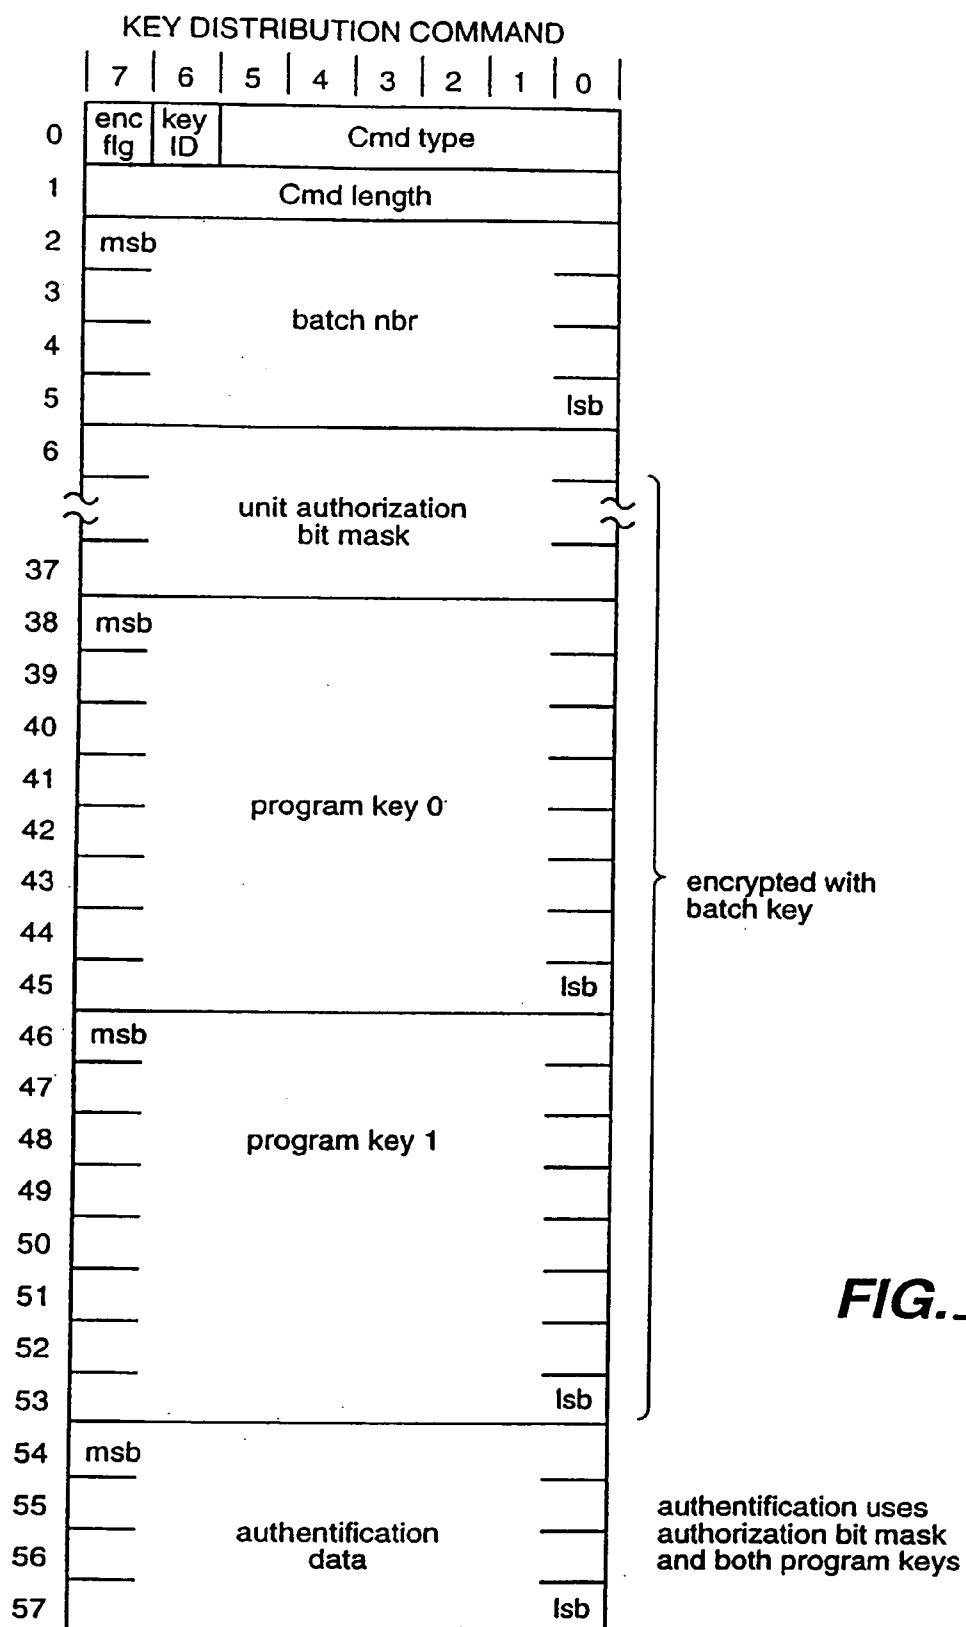 KEY DISTRIBUTION COMMAND
7 6 5 4 3 2 1 0
0 enc flg key ID Cmd type
1 Cmd length
2 msb
3
batch nbr
4
5 lsb
6
unit authorization
bit mask
37
38 msb
39
40
41
program key 0
42
43
encrypted with
batch key
44
45 lsb
46 msb
47
48 program key 1
49
50
51
FIG._
52
53 lsb
54 msb
55
authentification
data
56
authentification uses
authorization bit mask
and both program keys
57 lsb